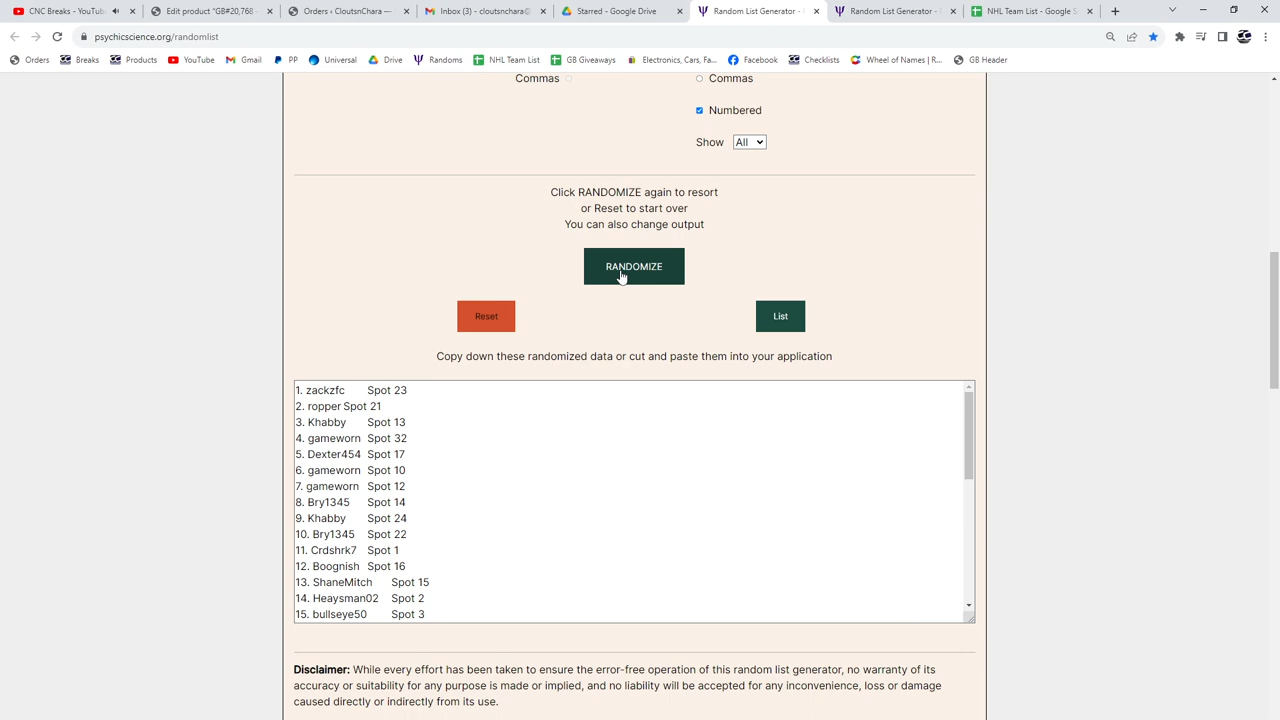 CNC Breaks - YouTube
Edit product “GB#20,768 -
Orders ‹ CloutsnChara —
Inbox (3) - cloutsnchara@
Starred - Google Drive
Random List Generator -
Random List Generator - F
NHL Team List - Google S
psychicscience.org/randomlist
Orders
Breaks
Products
YouTube
Gmail
PP
Universal
Drive
Randoms
NHL Team List
GB Giveaways
Electronics, Cars, Fa...
Facebook
Checklists
Wheel of Names | R...
GB Header
Commas
Commas
Numbered
Show All
Click RANDOMIZE again to resort
or Reset to start over
You can also change output
RANDOMIZE
Reset
List
Copy down these randomized data or cut and paste them into your application
1. zackzfc Spot 23
2. ropper Spot 21
3. Khabby Spot 13
4. gameworn Spot 32
5. Dexter454 Spot 17
6. gameworn Spot 10
7. gameworn Spot 12
8. Bry1345 Spot 14
9. Khabby Spot 24
10. Bry1345 Spot 22
11. Crdshrk7 Spot 1
12. Boognish Spot 16
13. ShaneMitch Spot 15
14. Heaysman02 Spot 2
15. bullseye50 Spot 3
Disclaimer: While every effort has been taken to ensure the error-free operation of this random list generator, no warranty of its
accuracy or suitability for any purpose is made or implied, and no liability will be accepted for any inconvenience, loss or damage
caused directly or indirectly from its use.